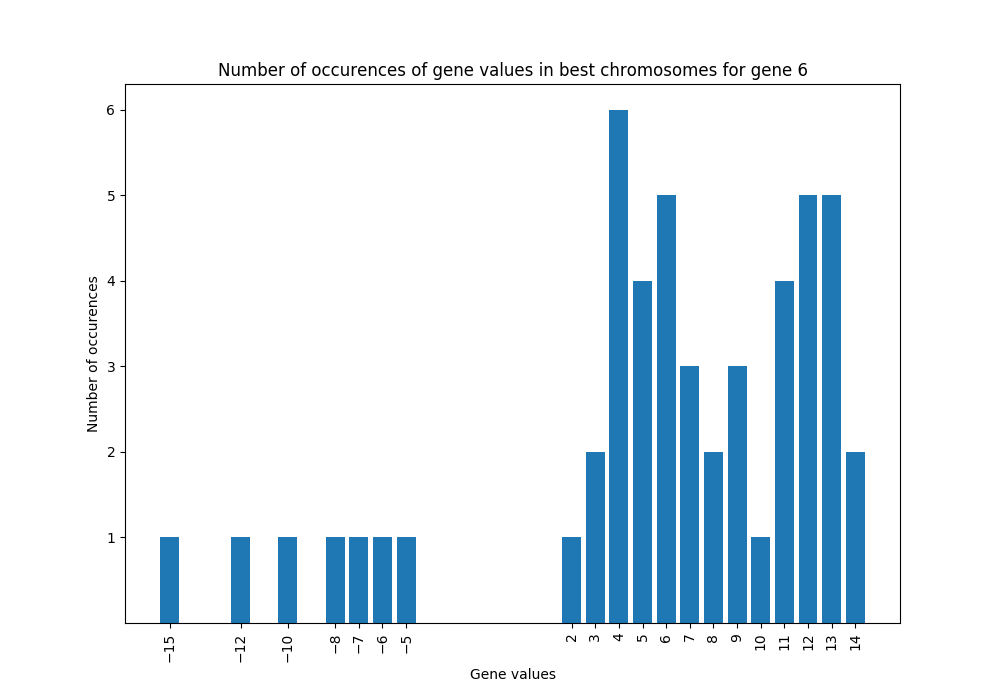 Number of occurences of gene values in best chromosomes for gene 6
6
5
4
3
2
1
Number of occurences
−15 −12 −10 −8 −7 −6 −5 2 3 4 5 6 7 8 9 10 11 12 13 14
Gene values